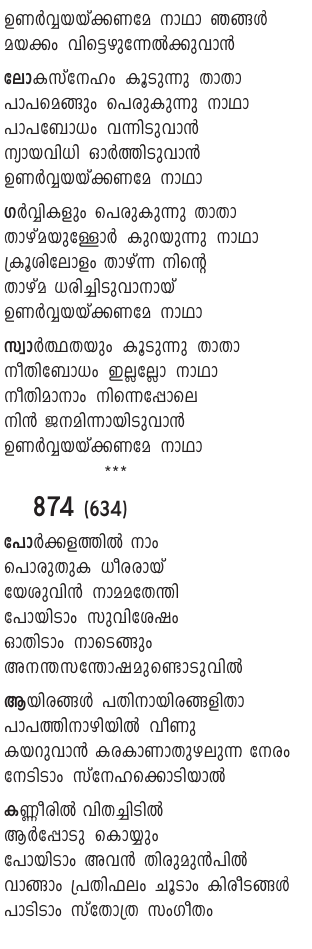 ഉണർവ്വയയ്ക്കണമേ നാഥാ ഞങ്ങൾ
മയക്കം വിട്ടെഴുന്നേൽക്കുവാൻ
ലോകസ്നേഹം കൂടുന്നു താതാ
പാപമെങ്ങും പെരുകുന്നു നാഥാ
പാപബോധം വന്നിടുവാൻ
ന്യായവിധി ഓർത്തിടുവാൻ
ഉണർവ്വയയ്ക്കണമേ നാഥാ
ഗർവ്വികളും പെരുകുന്നു താതാ
താഴ്മയുള്ളോർ കുറയുന്നു നാഥാ
ക്രൂശിലോളം താഴ്ന്ന നിന്റെ
താഴ്മ ധരിച്ചിടുവാനായ്
ഉണർവ്വയയ്ക്കണമേ നാഥാ
സ്വാർത്ഥതയും കൂടുന്നു താതാ
നീതിബോധം ഇല്ലല്ലോ നാഥാ
നീതിമാനാം നിന്നെപ്പോലെ
നിൻ ജനമിന്നായിടുവാൻ
ഉണർവ്വയയ്ക്കണമേ നാഥാ
***
874 (634)
പോർക്കളത്തിൽ നാം
പൊരുതുക ധീരരായ്
യേശുവിൻ നാമമതേന്തി
പോയിടാം സുവിശേഷം
ഓതിടാം നാടെങ്ങും
അനന്തസന്തോഷമുണ്ടൊടുവിൽ
ആയിരങ്ങൾ പതിനായിരങ്ങളിതാ
പാപത്തിനാഴിയിൽ വീണു
കയറുവാൻ കരകാണാതുഴലുന്ന നേരം
നേടിടാം സ്നേഹക്കൊടിയാൽ
കണ്ണീരിൽ വിതച്ചിടിൽ
ആർപ്പോടു കൊയ്യും
പോയിടാം അവൻ തിരുമുൻപിൽ
വാങ്ങാം പ്രതിഫലം ചൂടാം കിരീടങ്ങൾ
പാടിടാം സ്തോത്ര സംഗീതം